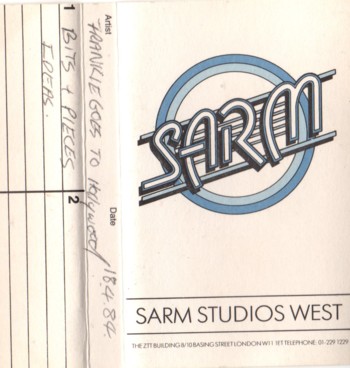 1 BITS + PIECES
IDEAS.
2
Artist
FRANKIE GOES TO HOLLYWOOD/
Date
18.4.84
SARM
SARM STUDIOS WEST
THE ZTT BUILDING 8/10 BASING STREET LONDON W11 1ET TELEPHONE: 01-229 1229